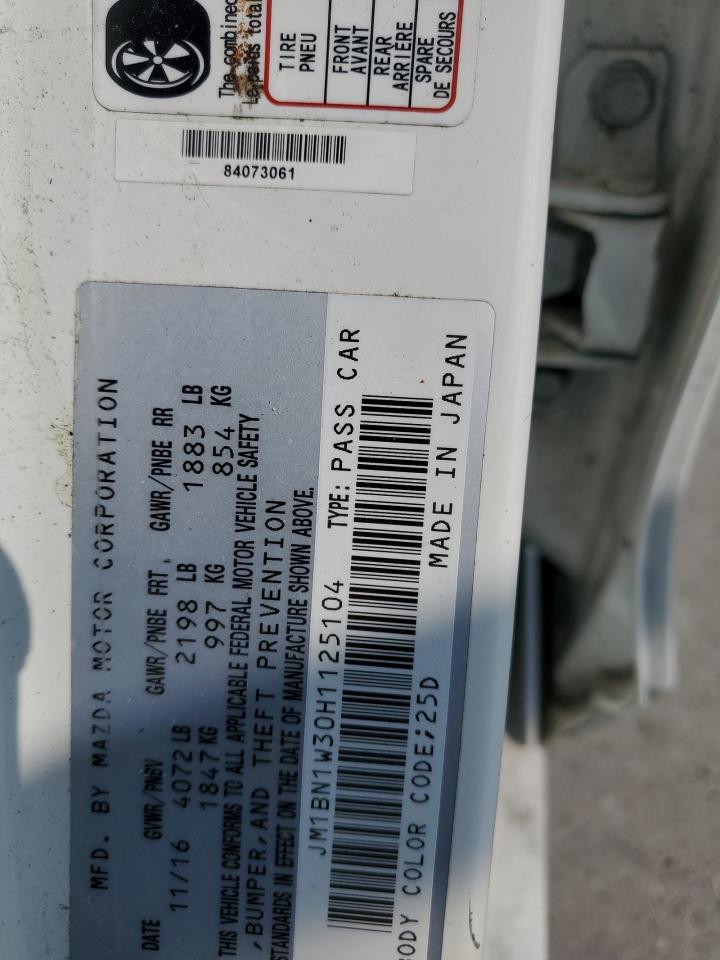 The combined
TIRE
PNEU
FRONT
AVANT
REAR
ARRIÈRE
SPARE
DE SECOURS
84073061
MFD. BY MAZDA MOTOR CORPORATION
DATE GVWR/PNBV GAWR/PNBE FRT, GAWR/PNBE RR
11/16 4072 LB 2198 LB 1883 LB
1847 KG 997 KG 854 KG
THIS VEHICLE CONFORMS TO ALL APPLICABLE FEDERAL MOTOR VEHICLE SAFETY
,BUMPER, AND THEFT PREVENTION
STANDARDS IN EFFECT ON THE DATE OF MANUFACTURE SHOWN ABOVE.
JM1BN1W30H1125104 TYPE: PASS CAR
BODY COLOR CODE;25D MADE IN JAPAN